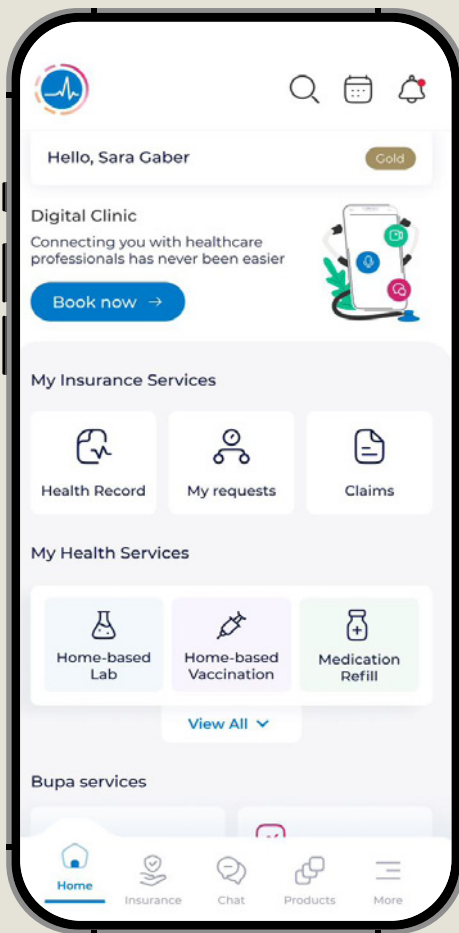 Hello, Sara Gaber
Gold
Digital Clinic
Connecting you with healthcare
professionals has never been easier
Book now →
My Insurance Services
Health Record
My requests
Claims
My Health Services
Home-based
Lab
Home-based
Vaccination
Medication
Refill
View All
Bupa services
Home
Insurance
Chat
Products
More